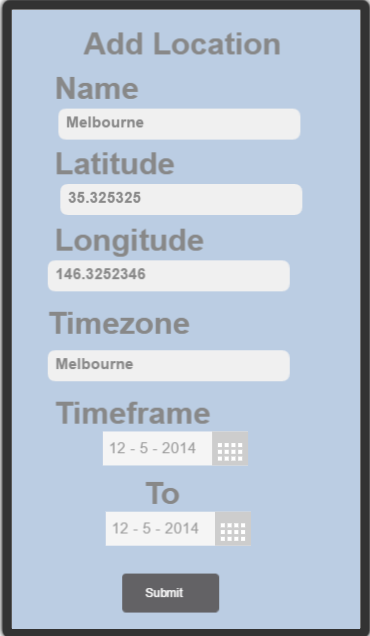 Add Location
Name
Melbourne
Latitude
35.325325
Longitude
146.3252346
Timezone
Melbourne
Timeframe
12 - 5 - 2014
To
12 - 5 - 2014
Submit